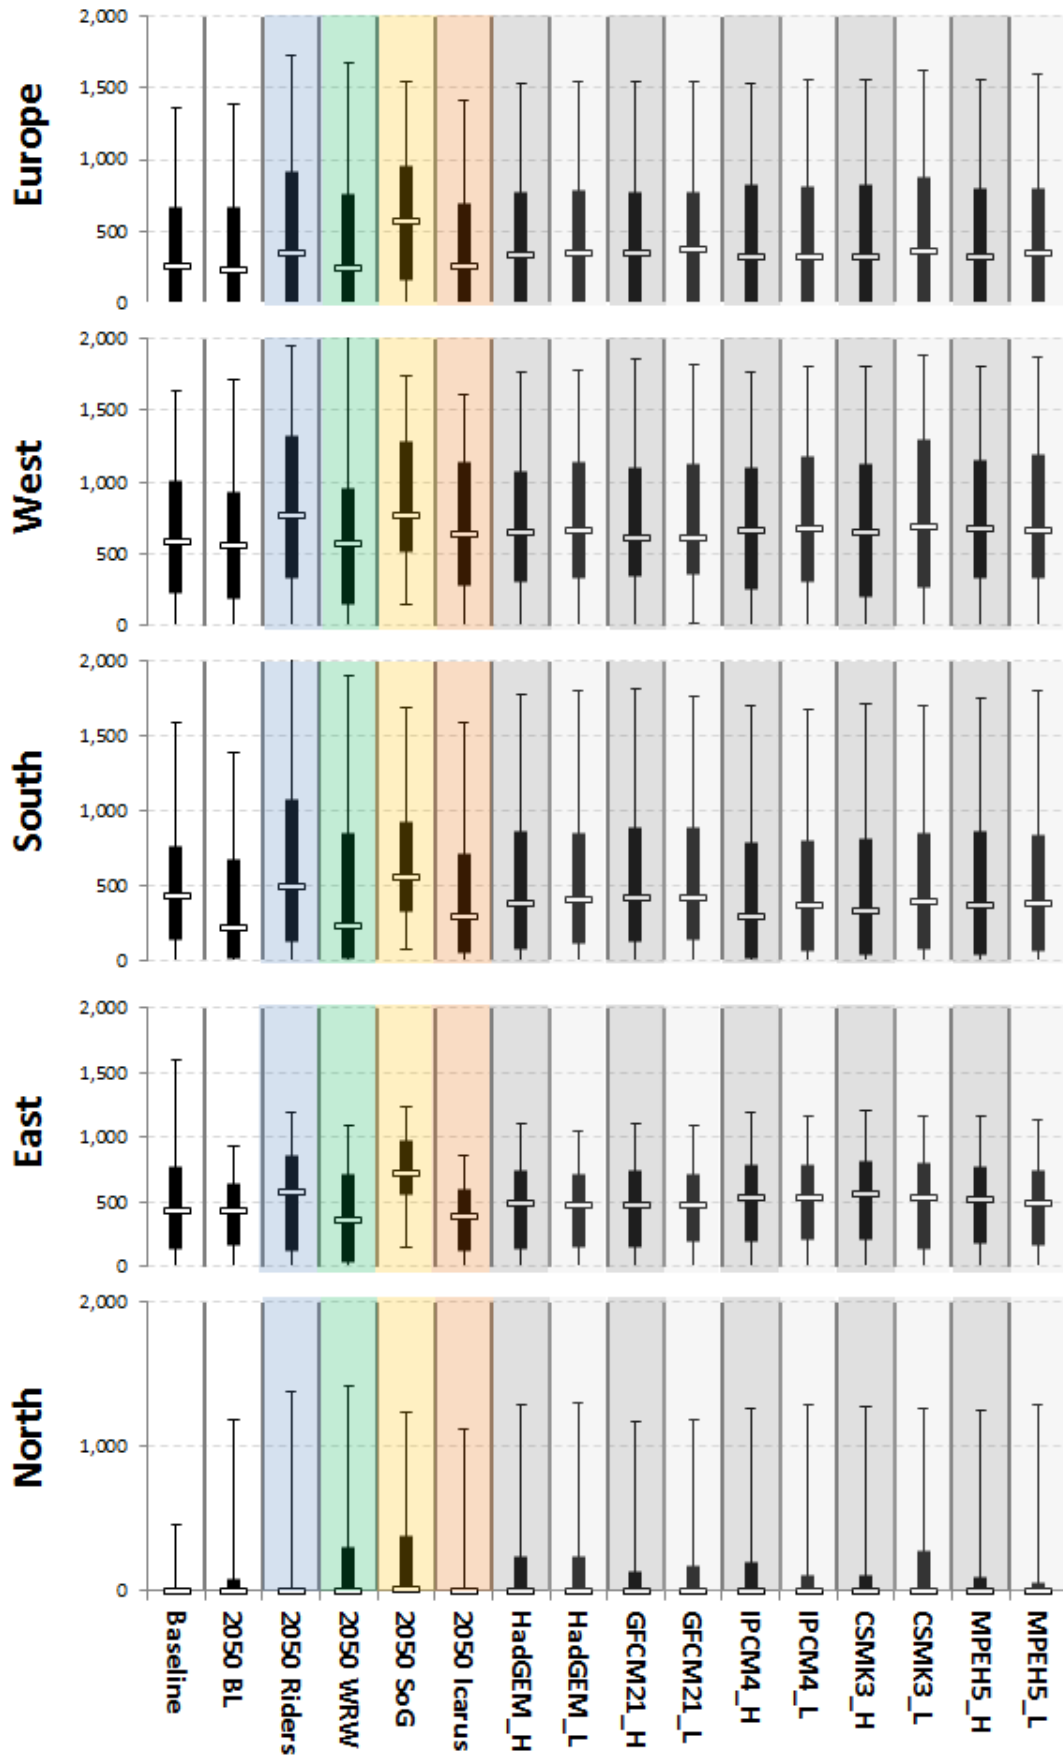 Europe
2,000
1,500
1,000
500
0
West
2,000
1,500
1,000
500
0
South
2,000
1,500
1,000
500
0
East
2,000
1,500
1,000
500
0
North
2,000
1,000
0
Baseline
2050 BL
2050 Riders
2050 WRW
2050 SoG
2050 Icarus
HadGEM_H
HadGEM_L
GFCM21_H
GFCM21_L
IPCM4_H
IPCM4_L
CSMK3_H
CSMK3_L
MPEH5_H
MPEH5_L